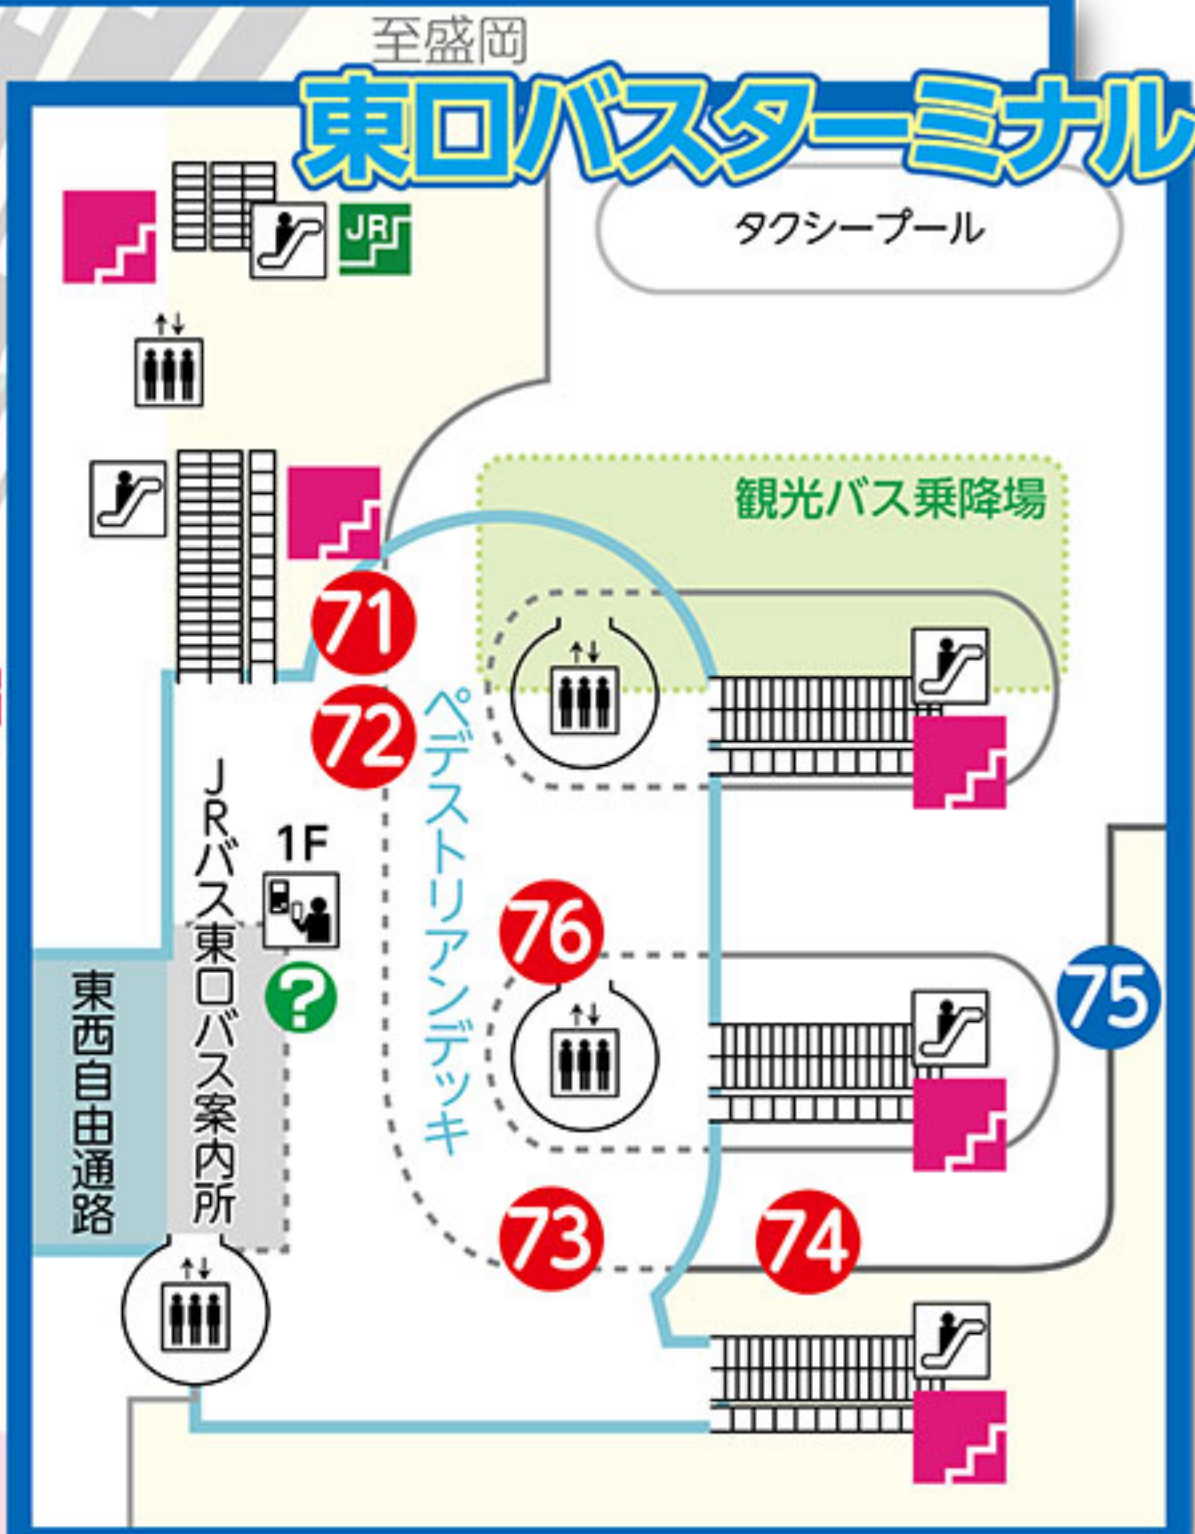 至盛岡
東口バスターミナル
タクシープール
JR
観光バス乗降場
71
72
ペデストリアンデッキ
JRバス東口バス案内所
1F
?
76
東西自由通路
75
73
74